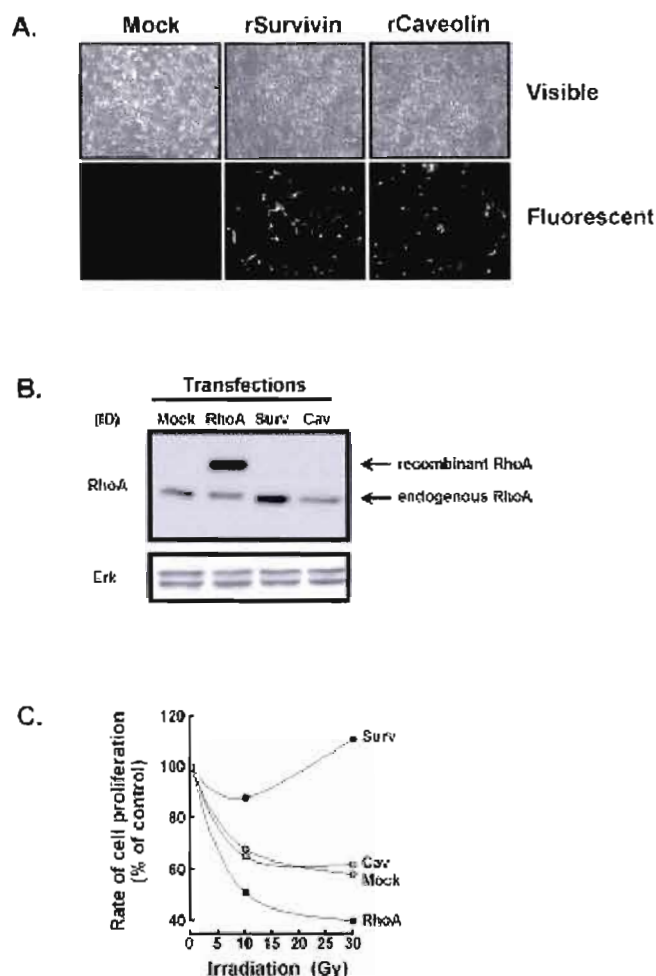 A.
Mock rSurvivin rCaveolin
Visible
Fluorescent
B.
Transfections
(ID) Mock RhoA Surv Cav
RhoA
recombinant RhoA
endogenous RhoA
Erk
C.
Rate of cell proliferation
(% of control)
120
100
80
60
40
0 5 10 15 20 25 30
Irradiation (Gy)
Surv
Cav
Mock
RhoA